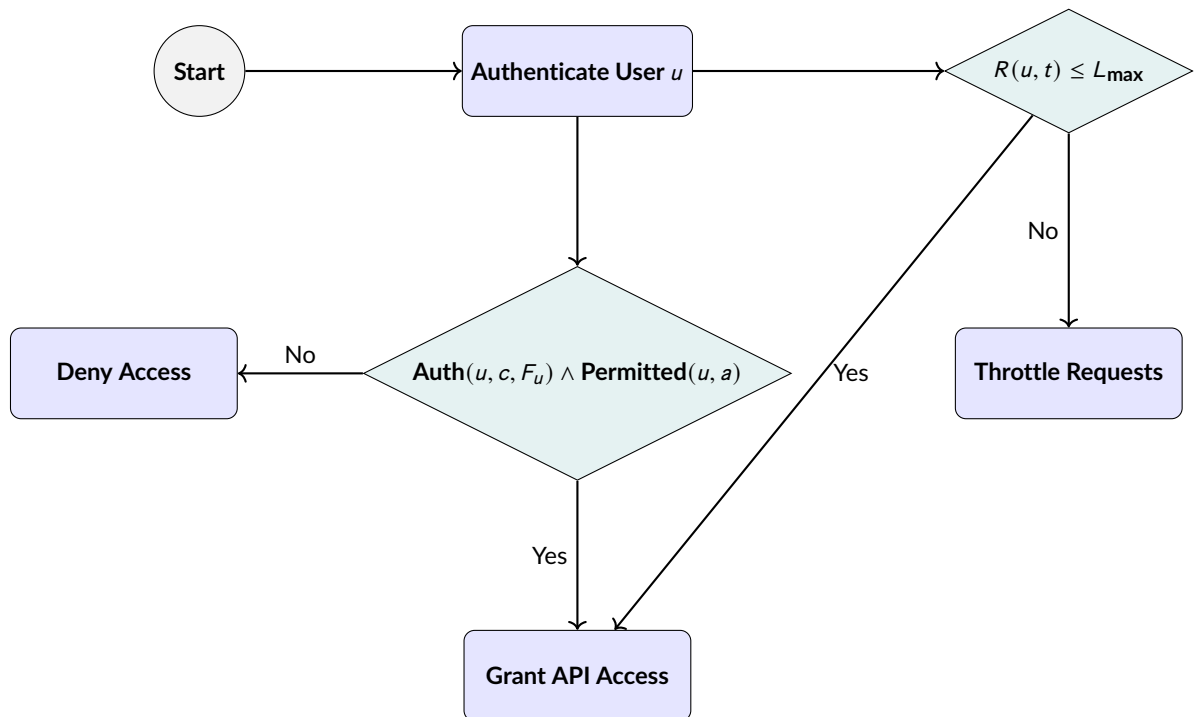 Start
Authenticate User u
R(u, t) ≤ Lmax
No
Deny Access
No
Auth(u, c, Fu) ∧ Permitted(u, a)
Yes
Throttle Requests
Yes
Grant API Access